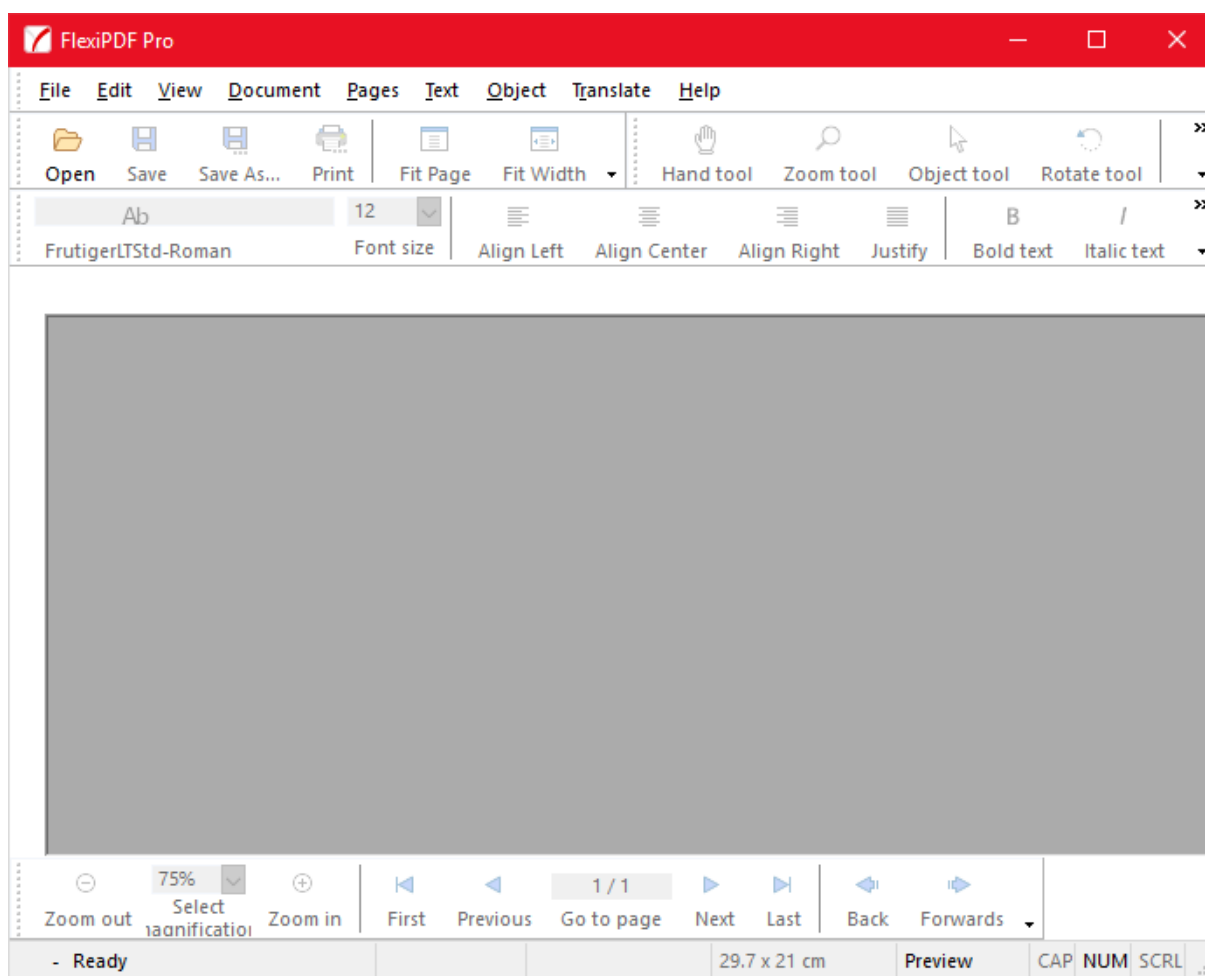 FlexiPDF Pro
File Edit View Document Pages Text Object Translate Help
Open Save Save As... Print Fit Page Fit Width Hand tool Zoom tool Object tool Rotate tool
Ab 12 B I
FrutigerLTStd-Roman Font size Align Left Align Center Align Right Justify Bold text Italic text
75% 1 / 1
Zoom out Select agnificatio Zoom in First Previous Go to page Next Last Back Forwards
- Ready 29.7 x 21 cm Preview CAP NUM SCRL